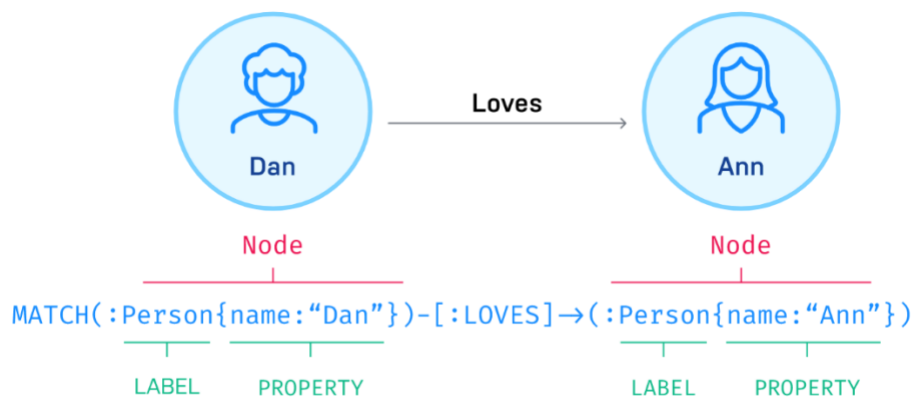 Loves
Dan Ann
Node Node
MATCH(:Person{name:“Dan”})-[:LOVES]→(:Person{name:“Ann”})
LABEL PROPERTY LABEL PROPERTY